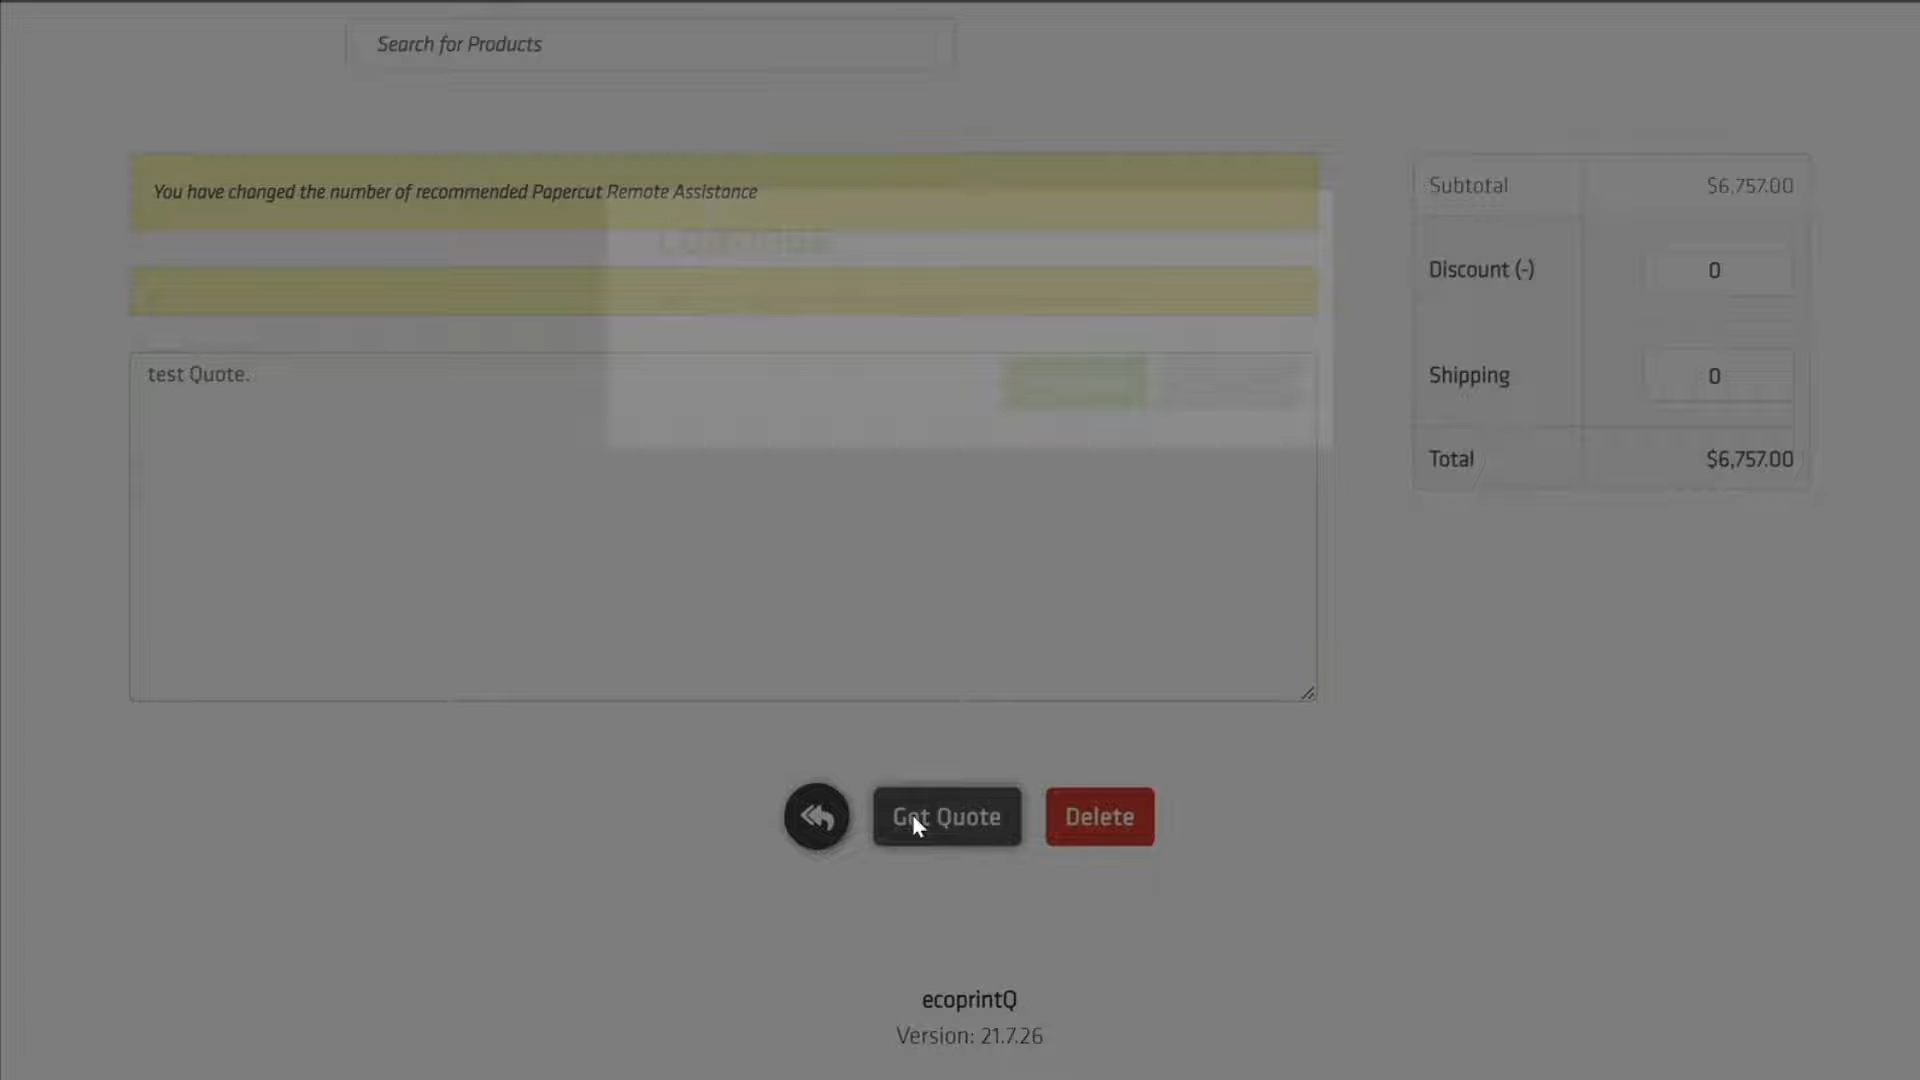 Search for Products
You have changed the number of recommended Papercut Remote Assistance
Subtotal $6,757.00
Discount (-) 0
test Quote.
Shipping 0
Total $6,757.00
Get Quote Delete
ecoprintQ
Version: 21.7.26